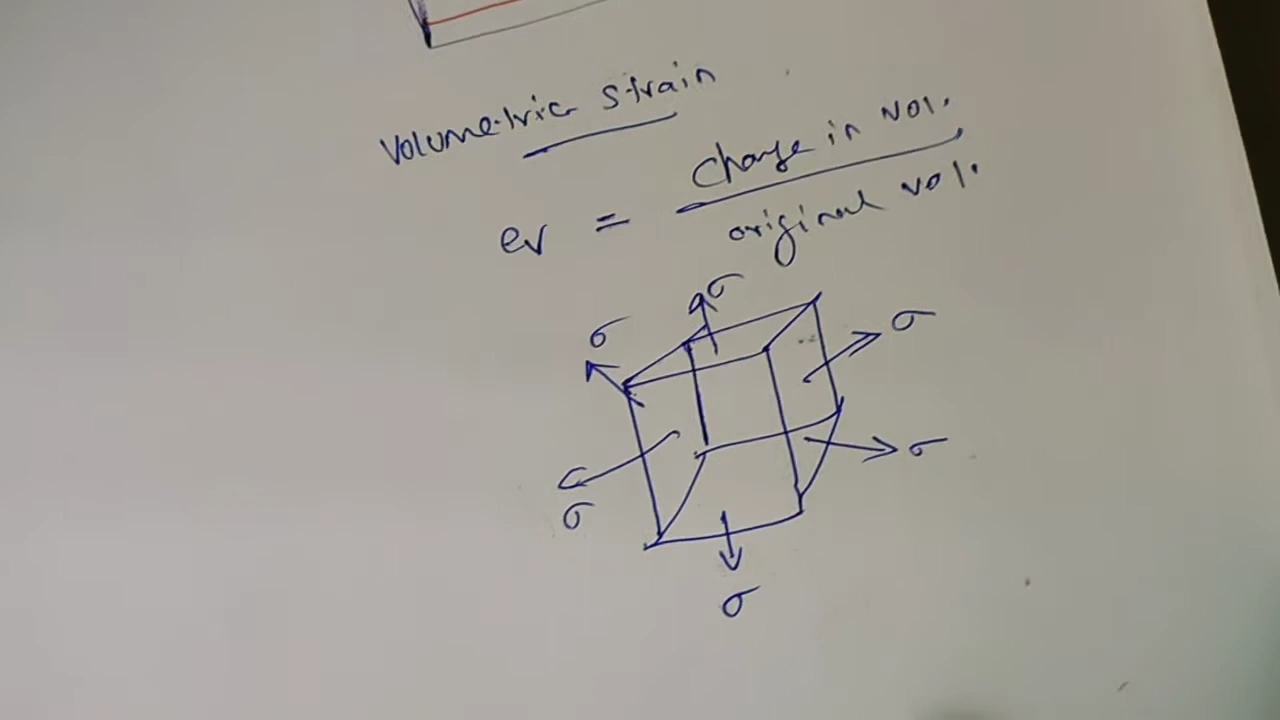 Volumetric Strain
ev = change in vol.
original vol.
σ
σ
σ
σ
σ
σ